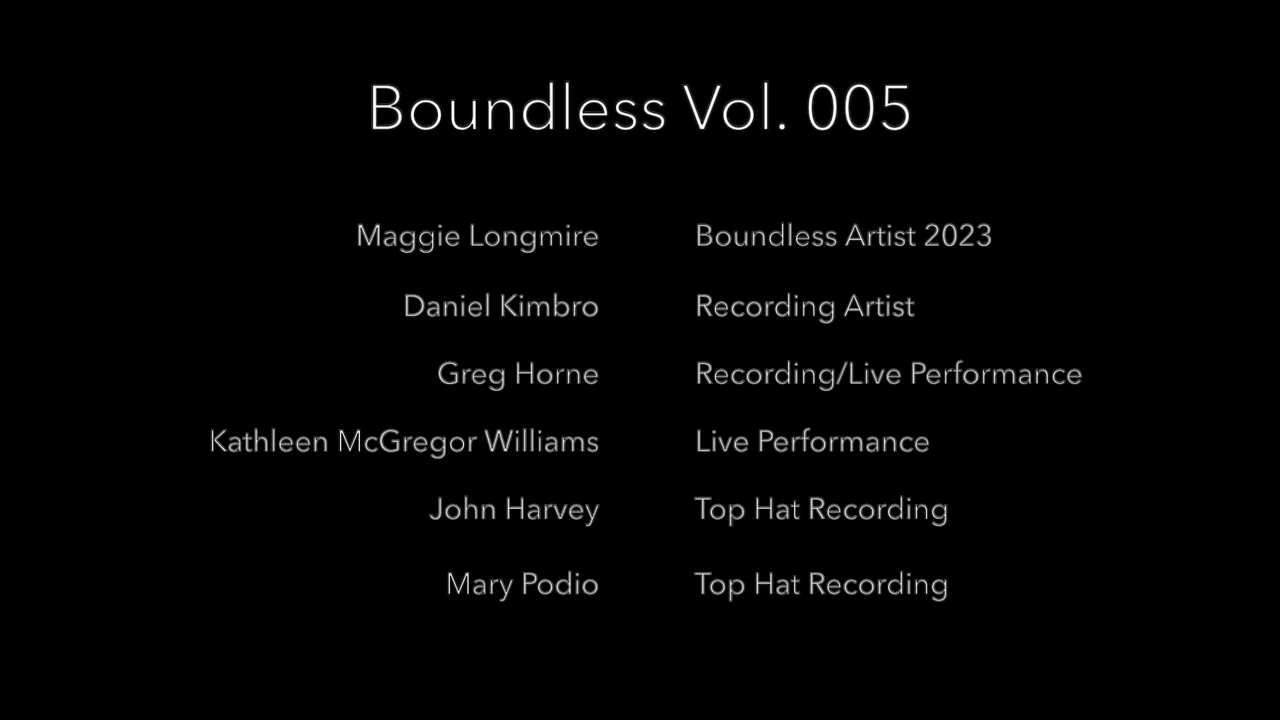 Boundless Vol. 005
Maggie Longmire Boundless Artist 2023
Daniel Kimbro Recording Artist
Greg Horne Recording/Live Performance
Kathleen McGregor Williams Live Performance
John Harvey Top Hat Recording
Mary Podio Top Hat Recording